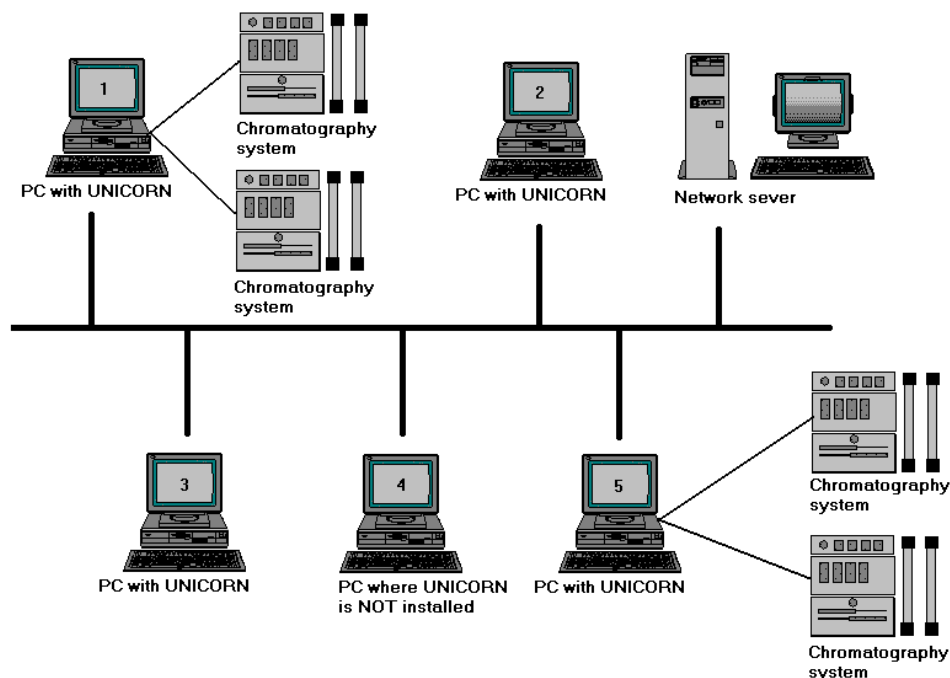 1
Chromatography
system
PC with UNICORN
Chromatography
system
2
PC with UNICORN
Network sever
3
PC with UNICORN
4
PC where UNICORN
is NOT installed
5
PC with UNICORN
Chromatography
system
Chromatography
system